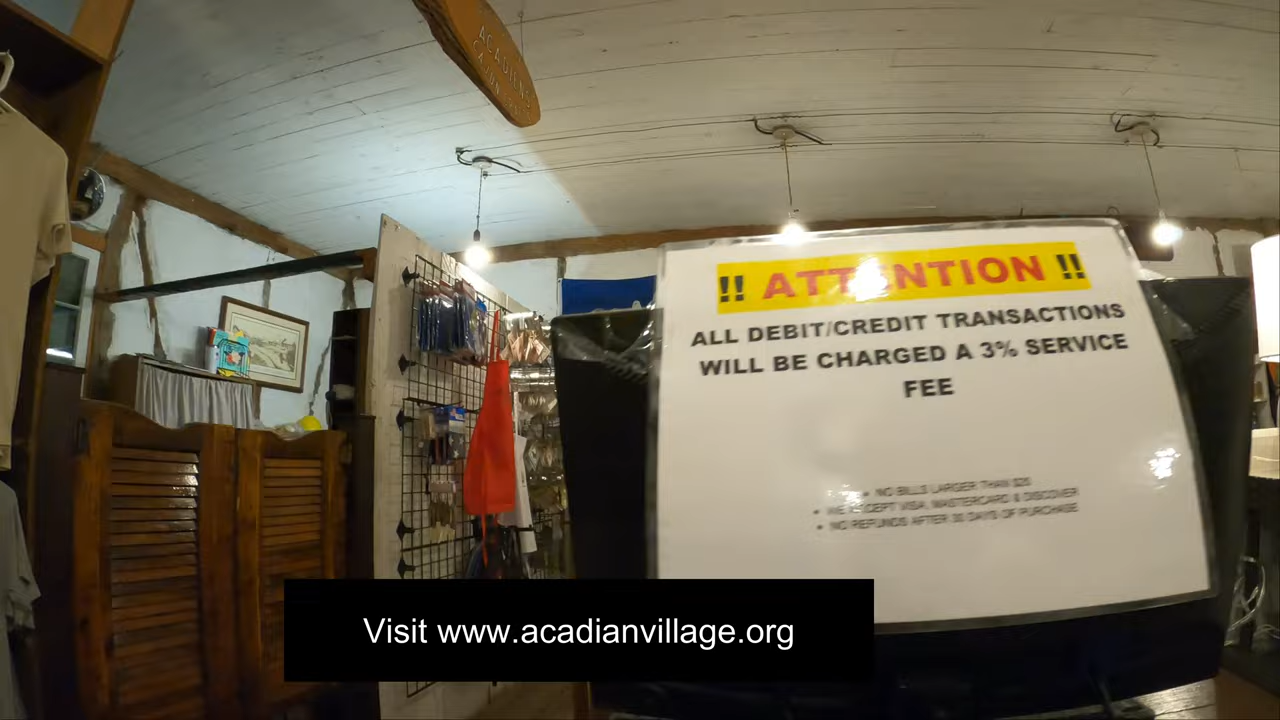 ACADIENS
!! ATTENTION !!
ALL DEBIT/CREDIT TRANSACTIONS
WILL BE CHARGED A 3% SERVICE
FEE
• NO BILLS LARGER THAN $20
• WE ACCEPT VISA, MASTERCARD & DISCOVER
• NO REFUNDS AFTER 30 DAYS OF PURCHASE
Visit www.acadianvillage.org